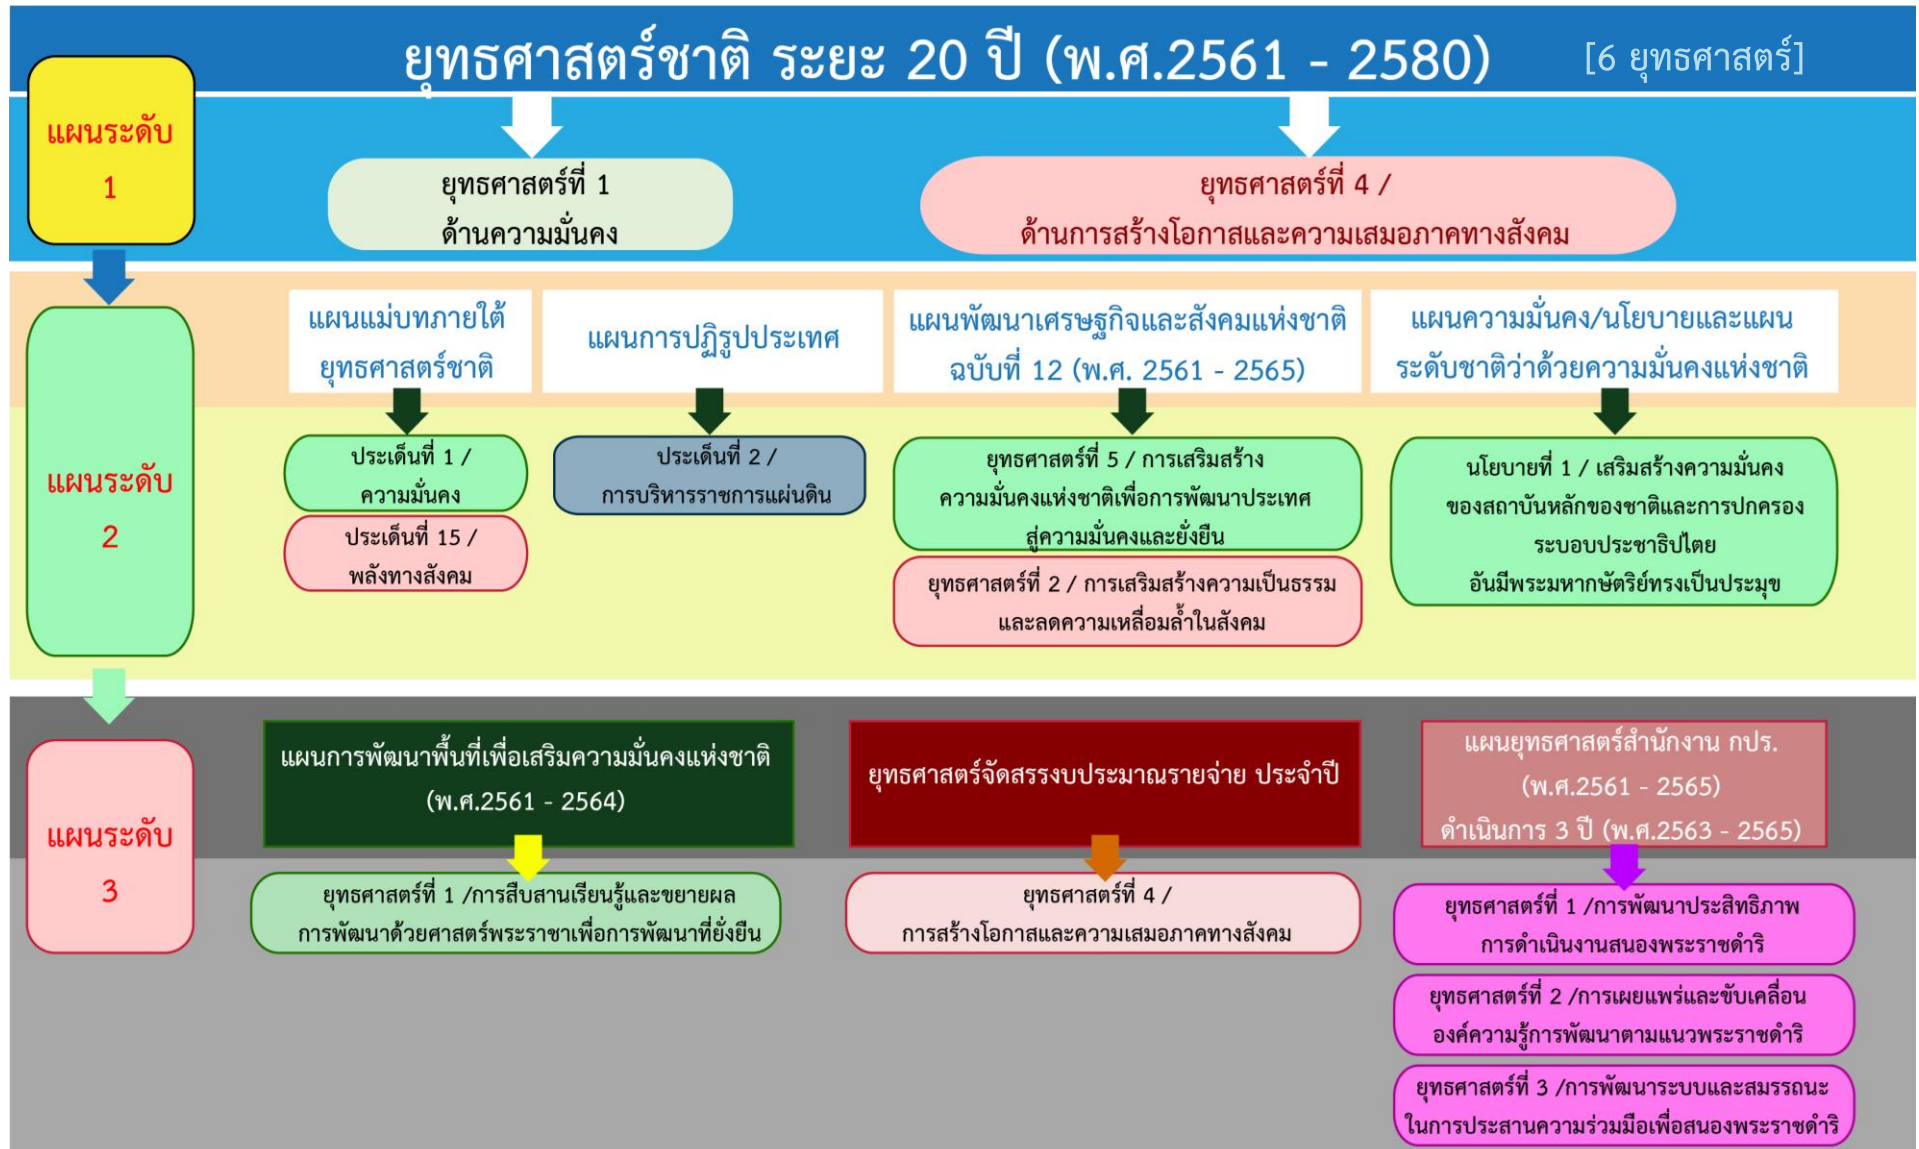 ยุทธศาสตร์ชาติ ระยะ 20 ปี (พ.ศ.2561 - 2580)
[6 ยุทธศาสตร์]
แผนระดับ
1
ยุทธศาสตร์ที่ 1
ด้านความมั่นคง
ยุทธศาสตร์ที่ 4 /
ด้านการสร้างโอกาสและความเสมอภาคทางสังคม
แผนระดับ
2
แผนแม่บทภายใต้
ยุทธศาสตร์ชาติ
แผนการปฏิรูปประเทศ
แผนพัฒนาเศรษฐกิจและสังคมแห่งชาติ
ฉบับที่ 12 (พ.ศ. 2561 - 2565)
แผนความมั่นคง/นโยบายและแผน
ระดับชาติว่าด้วยความมั่นคงแห่งชาติ
ประเด็นที่ 1 /
ความมั่นคง
ประเด็นที่ 15 /
พลังทางสังคม
ประเด็นที่ 2 /
การบริหารราชการแผ่นดิน
ยุทธศาสตร์ที่ 5 / การเสริมสร้าง
ความมั่นคงแห่งชาติเพื่อการพัฒนาประเทศ
สู่ความมั่นคงและยั่งยืน
ยุทธศาสตร์ที่ 2 / การเสริมสร้างความเป็นธรรม
และลดความเหลื่อมล้ำในสังคม
นโยบายที่ 1 / เสริมสร้างความมั่นคง
ของสถาบันหลักของชาติและการปกครอง
ระบอบประชาธิปไตย
อันมีพระมหากษัตริย์ทรงเป็นประมุข
แผนระดับ
3
แผนการพัฒนาพื้นที่เพื่อเสริมความมั่นคงแห่งชาติ
(พ.ศ.2561 - 2564)
ยุทธศาสตร์จัดสรรงบประมาณรายจ่าย ประจำปี
แผนยุทธศาสตร์สำนักงาน กปร.
(พ.ศ.2561 - 2565)
ดำเนินการ 3 ปี (พ.ศ.2563 - 2565)
ยุทธศาสตร์ที่ 1 /การสืบสานเรียนรู้และขยายผล
การพัฒนาด้วยศาสตร์พระราชาเพื่อการพัฒนาที่ยั่งยืน
ยุทธศาสตร์ที่ 4 /
การสร้างโอกาสและความเสมอภาคทางสังคม
ยุทธศาสตร์ที่ 1 /การพัฒนาประสิทธิภาพ
การดำเนินงานสนองพระราชดำริ
ยุทธศาสตร์ที่ 2 /การเผยแพร่และขับเคลื่อน
องค์ความรู้การพัฒนาตามแนวพระราชดำริ
ยุทธศาสตร์ที่ 3 /การพัฒนาระบบและสมรรถนะ
ในการประสานความร่วมมือเพื่อสนองพระราชดำริ